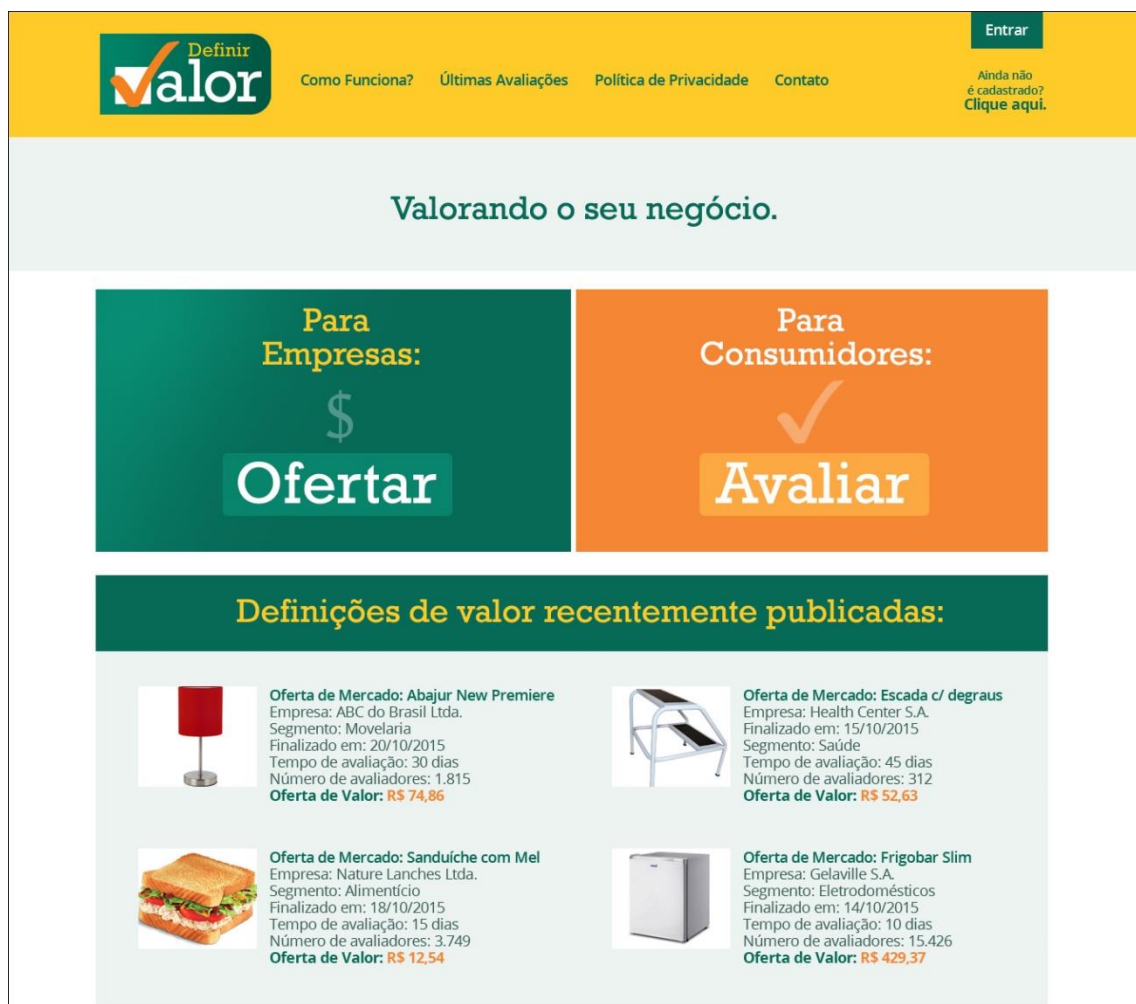 Definir
Valor
Como Funciona?
Últimas Avaliações
Política de Privacidade
Contato
Entrar
Ainda não
é cadastrado?
Clique aqui.
Valorando o seu negócio.
Para
Empresas:
$
Ofertar
Para
Consumidores:
Avaliar
Definições de valor recentemente publicadas:
Oferta de Mercado: Abajur New Premiere
Empresa: ABC do Brasil Ltda.
Segmento: Movelaria
Finalizado em: 20/10/2015
Tempo de avaliação: 30 dias
Número de avaliadores: 1.815
Oferta de Valor: R$ 74,86
Oferta de Mercado: Escada c/ degraus
Empresa: Health Center S.A.
Finalizado em: 15/10/2015
Segmento: Saúde
Tempo de avaliação: 45 dias
Número de avaliadores: 312
Oferta de Valor: R$ 52,63
Oferta de Mercado: Sanduíche com Mel
Empresa: Nature Lanches Ltda.
Segmento: Alimentício
Finalizado em: 18/10/2015
Tempo de avaliação: 15 dias
Número de avaliadores: 3.749
Oferta de Valor: R$ 12,54
Oferta de Mercado: Frigobar Slim
Empresa: Gelaville S.A.
Segmento: Eletrodomésticos
Finalizado em: 14/10/2015
Tempo de avaliação: 10 dias
Número de avaliadores: 15.426
Oferta de Valor: R$ 429,37